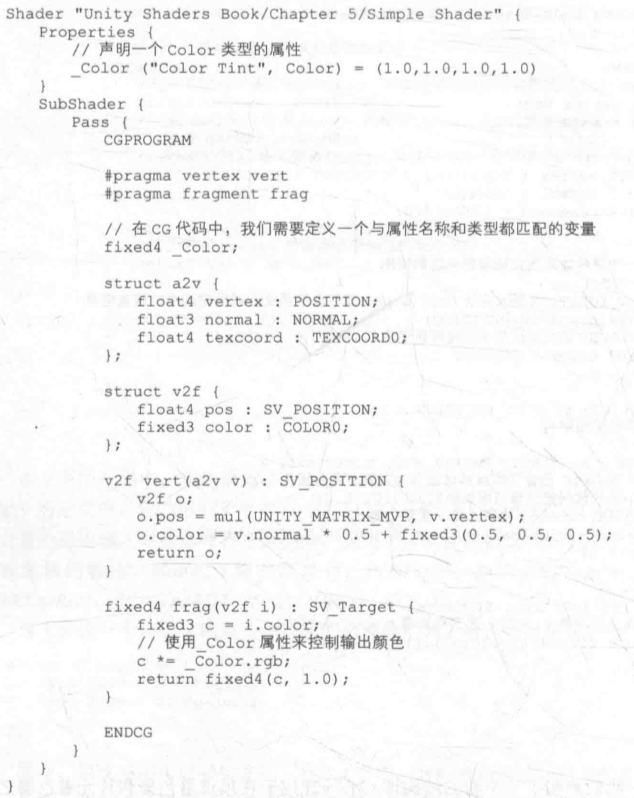 Shader "Unity Shaders Book/Chapter 5/Simple Shader" {
    Properties {
        // 声明一个 Color 类型的属性
        _Color ("Color Tint", Color) = (1.0,1.0,1.0,1.0)
    }
    SubShader {
        Pass {
            CGPROGRAM

            #pragma vertex vert
            #pragma fragment frag

            // 在 CG 代码中，我们需要定义一个与属性名称和类型都匹配的变量
            fixed4 _Color;

            struct a2v {
                float4 vertex : POSITION;
                float3 normal : NORMAL;
                float4 texcoord : TEXCOORD0;
            };

            struct v2f {
                float4 pos : SV_POSITION;
                fixed3 color : COLOR0;
            };

            v2f vert(a2v v) : SV_POSITION {
                v2f o;
                o.pos = mul(UNITY_MATRIX_MVP, v.vertex);
                o.color = v.normal * 0.5 + fixed3(0.5, 0.5, 0.5);
                return o;
            }

            fixed4 frag(v2f i) : SV_Target {
                fixed3 c = i.color;
                // 使用_Color 属性来控制输出颜色
                c *= _Color.rgb;
                return fixed4(c, 1.0);
            }

            ENDCG
        }
    }
}